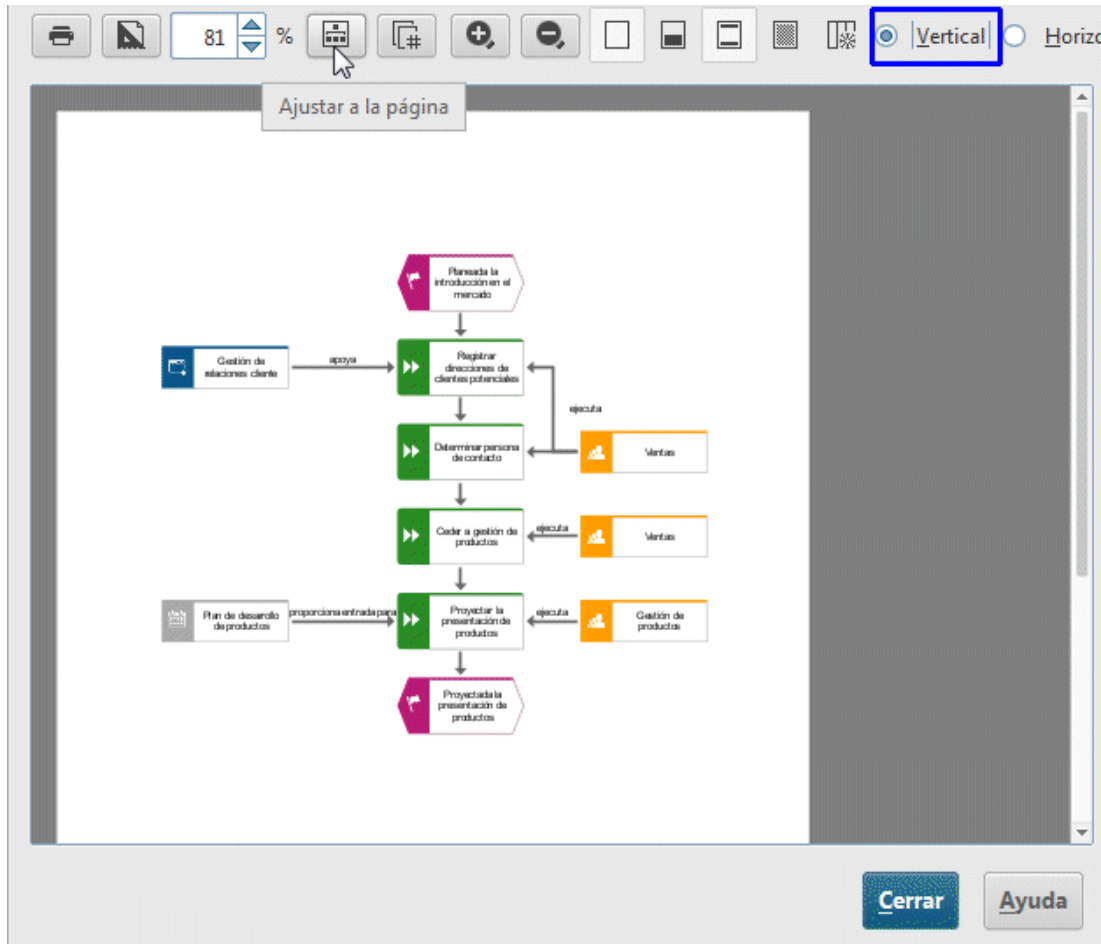 81 % Vertical Horizo
Ajustar a la página
Planeada la
introducción en el
mercado
Gestión de
relaciones cliente
apoya
Registrar
direcciones de
clientes potenciales
ejecuta
Determinar persona
de contacto
Ventas
Ceder a gestión de
productos
ejecuta
Ventas
Plan de desarrollo
de productos
proporciona entrada para
Proyectar la
presentación de
productos
ejecuta
Gestión de
productos
Proyectada la
presentación de
productos
Cerrar Ayuda